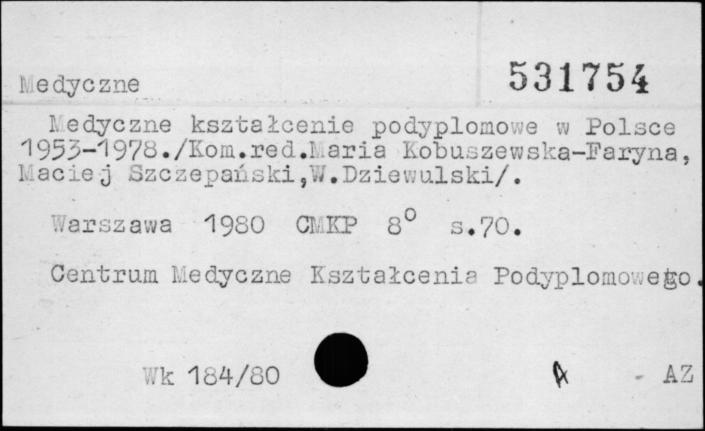 Medyczne 531754
Medyczne kształcenie podyplomowe w Polsce
1953-1978./Kom.red.Maria Kobuszewska-Faryna,
Maciej Szczepański,W.Dziewulski/.
Warszawa 1980 CMKP 8° s.70.
Centrum Medyczne Kształcenia Podyplomowego.
Wk 184/80 A - AZ